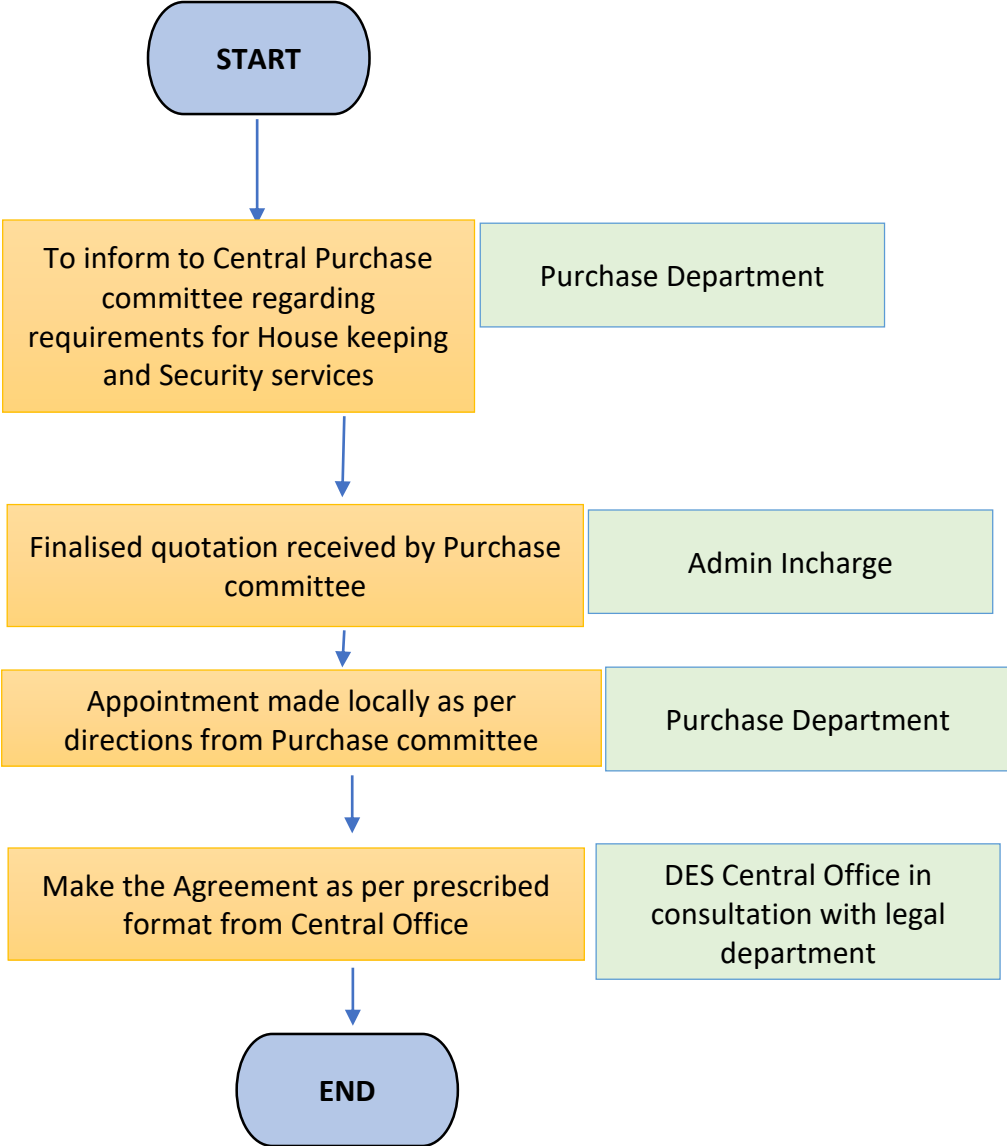 START
To inform to Central Purchase
committee regarding
requirements for House keeping
and Security services
Purchase Department
Finalised quotation received by Purchase
committee
Admin Incharge
Appointment made locally as per
directions from Purchase committee
Purchase Department
Make the Agreement as per prescribed
format from Central Office
DES Central Office in
consultation with legal
department
END